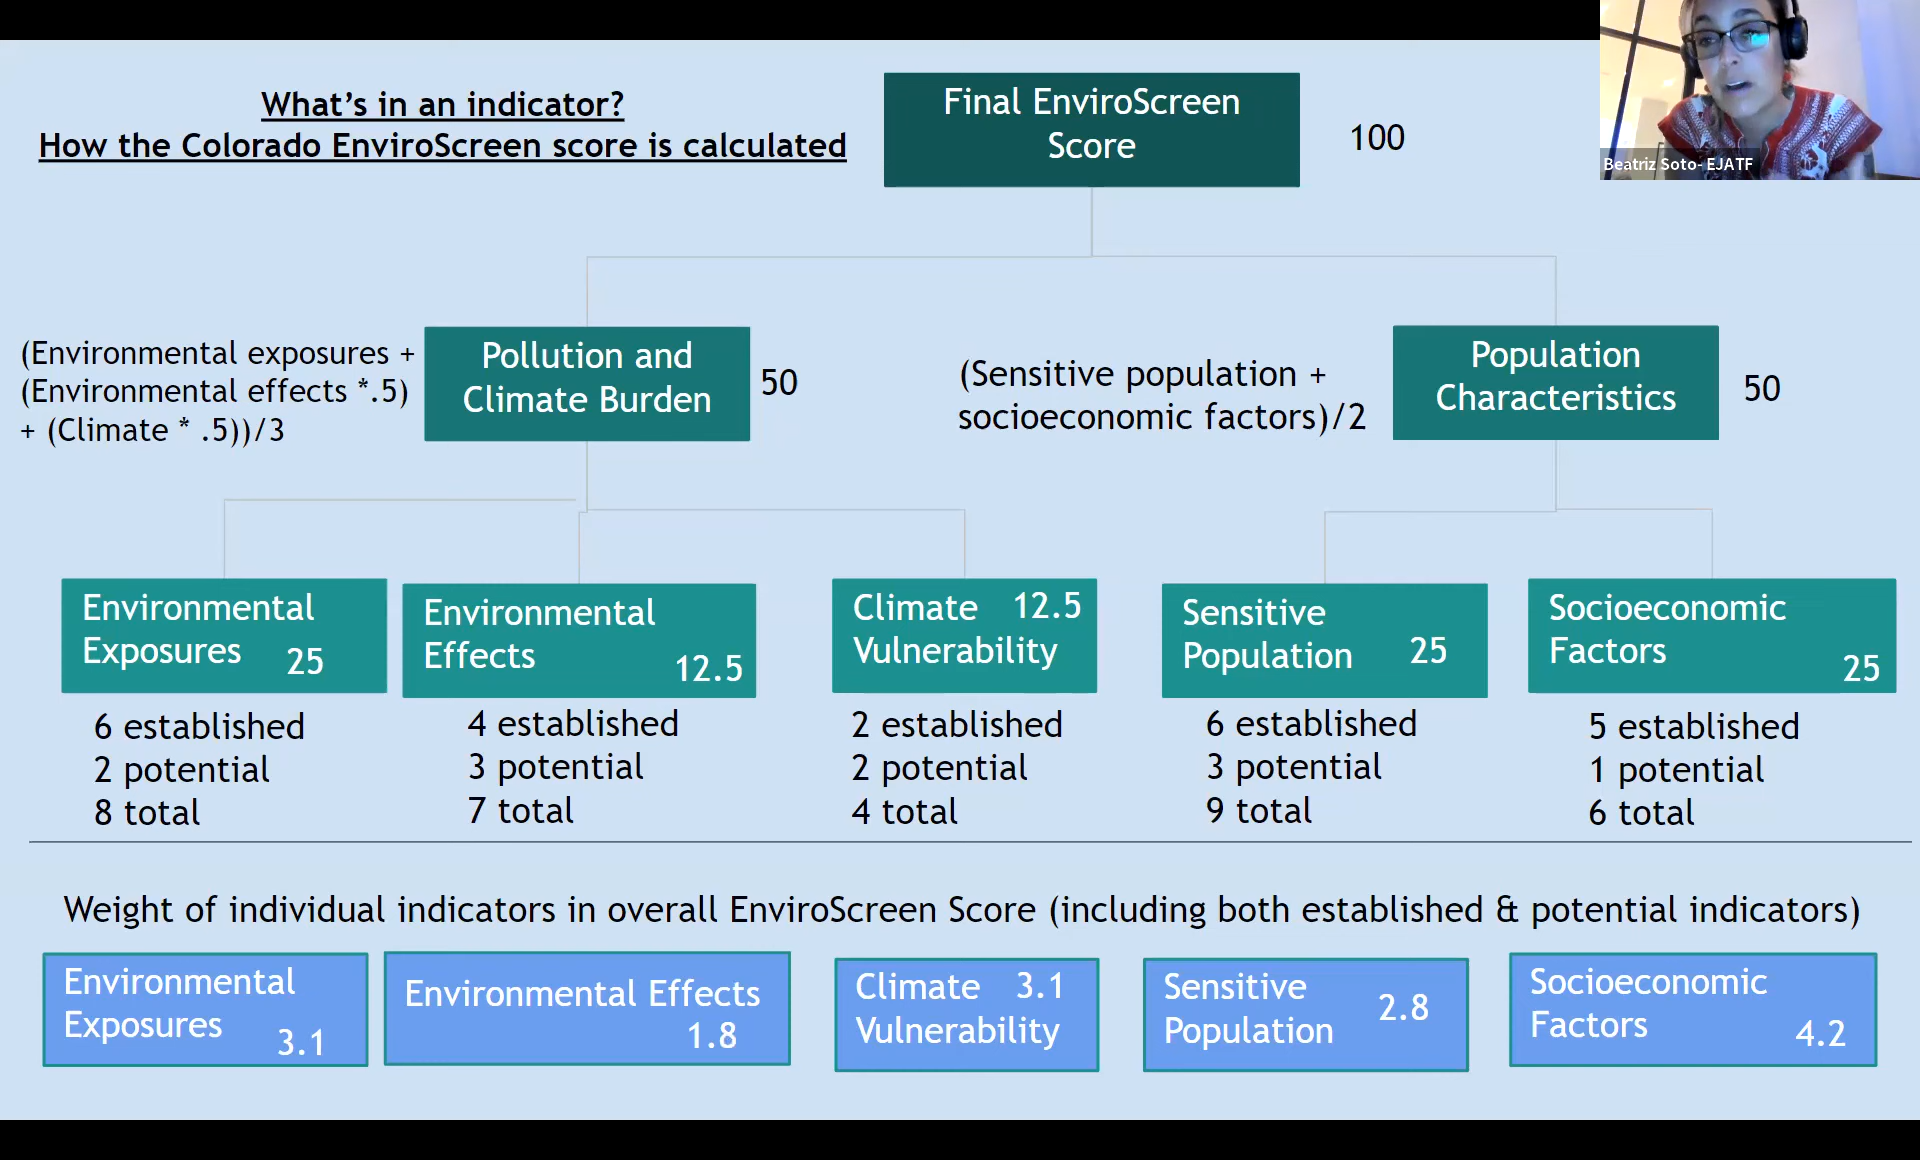 What's in an indicator?
How the Colorado EnviroScreen score is calculated
Final EnviroScreen
Score
100
Beatriz Soto- EJATF
(Environmental exposures +
(Environmental effects *.5)
+ (Climate * .5))/3
Pollution and
Climate Burden
50
(Sensitive population +
socioeconomic factors)/2
Population
Characteristics
50
Environmental
Exposures 25
Environmental
Effects 12.5
Climate 12.5
Vulnerability
Sensitive
Population 25
Socioeconomic
Factors 25
6 established
2 potential
8 total
4 established
3 potential
7 total
2 established
2 potential
4 total
6 established
3 potential
9 total
5 established
1 potential
6 total
Weight of individual indicators in overall EnviroScreen Score (including both established & potential indicators)
Environmental
Exposures 3.1
Environmental Effects
1.8
Climate 3.1
Vulnerability
Sensitive
Population 2.8
Socioeconomic
Factors 4.2